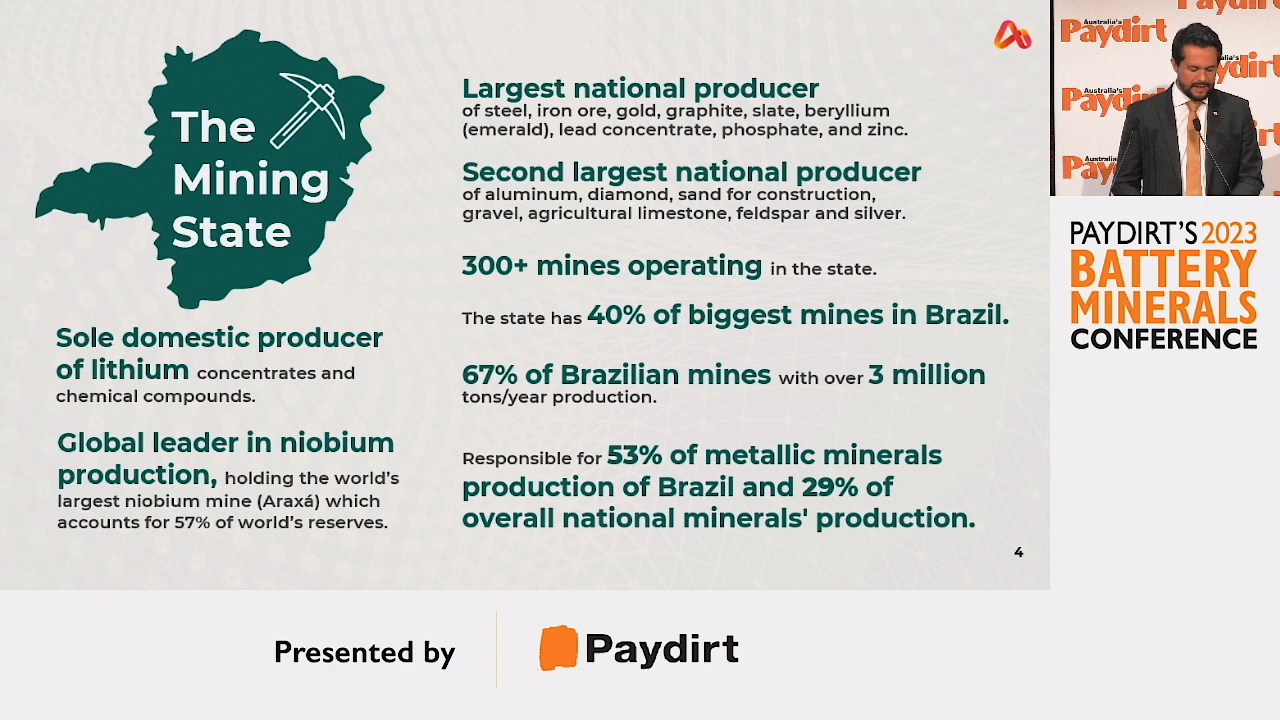 The
Mining
State
Sole domestic producer
of lithium concentrates and
chemical compounds.
Global leader in niobium
production, holding the world's
largest niobium mine (Araxá) which
accounts for 57% of world's reserves.
Largest national producer
of steel, iron ore, gold, graphite, slate, beryllium
(emerald), lead concentrate, phosphate, and zinc.
Second largest national producer
of aluminum, diamond, sand for construction,
gravel, agricultural limestone, feldspar and silver.
300+ mines operating in the state.
The state has 40% of biggest mines in Brazil.
67% of Brazilian mines with over 3 million
tons/year production.
Responsible for 53% of metallic minerals
production of Brazil and 29% of
overall national minerals' production.
4
Australia's
Paydirt
Australia's
Paydirt
Australia's
PAYDIRT'S 2023
BATTERY
MINERALS
CONFERENCE
Presented by
Paydirt